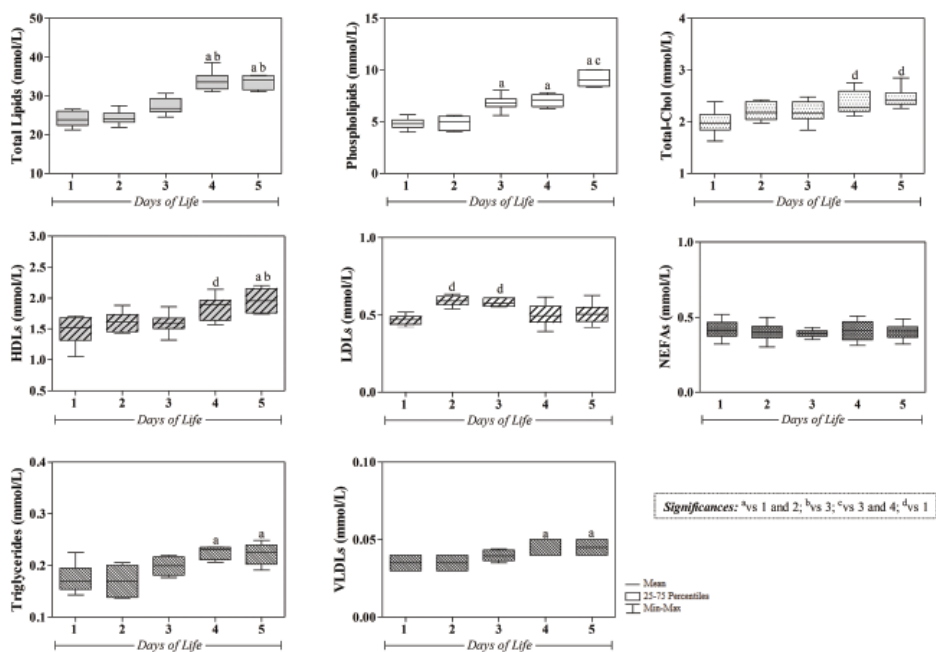 Total Lipids (mmol/L)
50
40
30
20
10
a b
a b
1 2 3 4 5
Days of Life
Phospholipids (mmol/L)
15
10
5
0
a
a
a c
1 2 3 4 5
Days of Life
Total-Chol (mmol/L)
4
3
2
1
d
d
1 2 3 4 5
Days of Life
HDLs (mmol/L)
3.0
2.5
2.0
1.5
1.0
0.5
d
a b
1 2 3 4 5
Days of Life
LDLs (mmol/L)
1.0
0.5
0.0
d
d
1 2 3 4 5
Days of Life
NEFAs (mmol/L)
1.0
0.5
0.0
1 2 3 4 5
Days of Life
Triglycerides (mmol/L)
0.4
0.3
0.2
0.1
a
a
1 2 3 4 5
Days of Life
VLDLs (mmol/L)
0.10
0.05
0.00
a
a
1 2 3 4 5
Days of Life
Significances: ᵃvs 1 and 2; ᵇvs 3; ᶜvs 3 and 4; ᵈvs 1
Mean
25-75 Percentiles
Min-Max